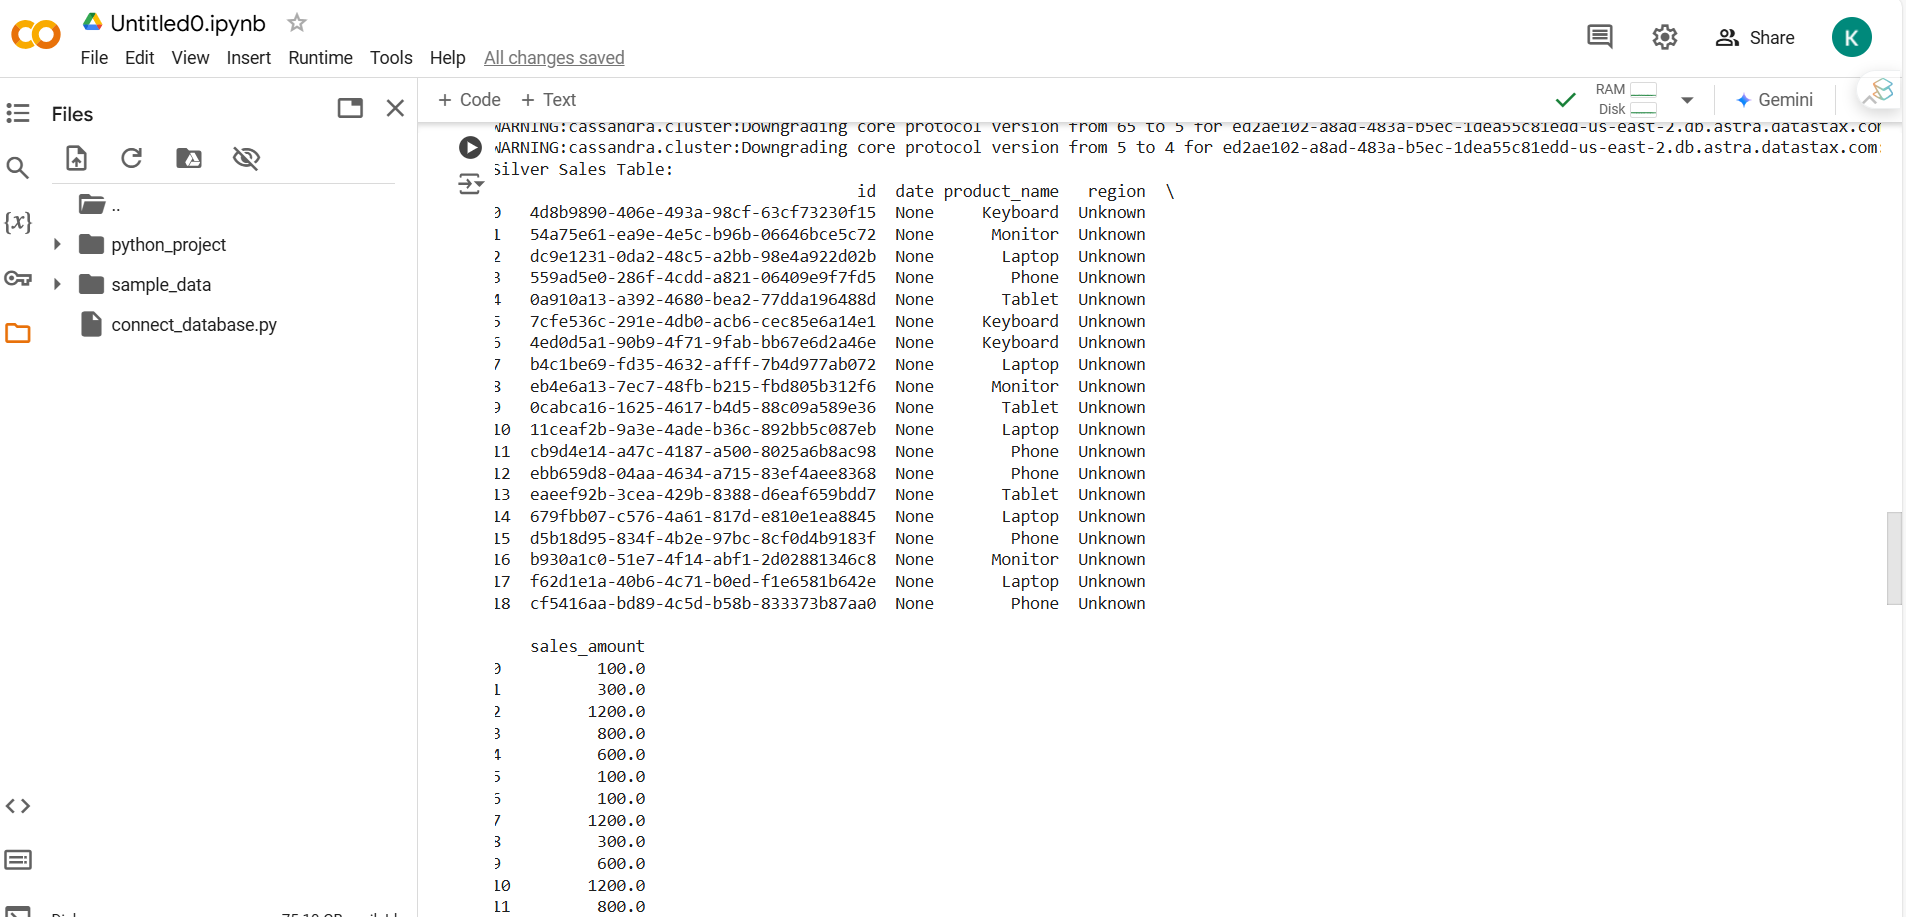 Untitled0.ipynb
File Edit View Insert Runtime Tools Help All changes saved
Share
K
Files
+ Code + Text
RAM
Disk
Gemini
..
python_project
sample_data
connect_database.py
{x}
WARNING:cassandra.cluster:Downgrading core protocol version from 65 to 5 for ed2ae102-a8ad-483a-b5ec-1dea55c81edd-us-east-2.db.astra.datastax.com
WARNING:cassandra.cluster:Downgrading core protocol version from 5 to 4 for ed2ae102-a8ad-483a-b5ec-1dea55c81edd-us-east-2.db.astra.datastax.com:
Silver Sales Table:
id date product_name region \
0 4d8b9890-406e-493a-98cf-63cf73230f15 None Keyboard Unknown
1 54a75e61-ea9e-4e5c-b96b-06646bce5c72 None Monitor Unknown
2 dc9e1231-0da2-48c5-a2bb-98e4a922d02b None Laptop Unknown
3 559ad5e0-286f-4cdd-a821-06409e9f7fd5 None Phone Unknown
4 0a910a13-a392-4680-bea2-77dda196488d None Tablet Unknown
5 7cfe536c-291e-4db0-acb6-cec85e6a14e1 None Keyboard Unknown
6 4ed0d5a1-90b9-4f71-9fab-bb67e6d2a46e None Keyboard Unknown
7 b4c1be69-fd35-4632-afff-7b4d977ab072 None Laptop Unknown
8 eb4e6a13-7ec7-48fb-b215-fbd805b312f6 None Monitor Unknown
9 0cabca16-1625-4617-b4d5-88c09a589e36 None Tablet Unknown
10 11ceaf2b-9a3e-4ade-b36c-892bb5c087eb None Laptop Unknown
11 cb9d4e14-a47c-4187-a500-8025a6b8ac98 None Phone Unknown
12 ebb659d8-04aa-4634-a715-83ef4aee8368 None Phone Unknown
13 eaeef92b-3cea-429b-8388-d6eaf659bdd7 None Tablet Unknown
14 679fbb07-c576-4a61-817d-e810e1ea8845 None Laptop Unknown
15 d5b18d95-834f-4b2e-97bc-8cf0d4b9183f None Phone Unknown
16 b930a1c0-51e7-4f14-abf1-2d02881346c8 None Monitor Unknown
17 f62d1e1a-40b6-4c71-b0ed-f1e6581b642e None Laptop Unknown
18 cf5416aa-bd89-4c5d-b58b-833373b87aa0 None Phone Unknown
sales_amount
0 100.0
1 300.0
2 1200.0
3 800.0
4 600.0
5 100.0
6 100.0
7 1200.0
8 300.0
9 600.0
10 1200.0
11 800.0